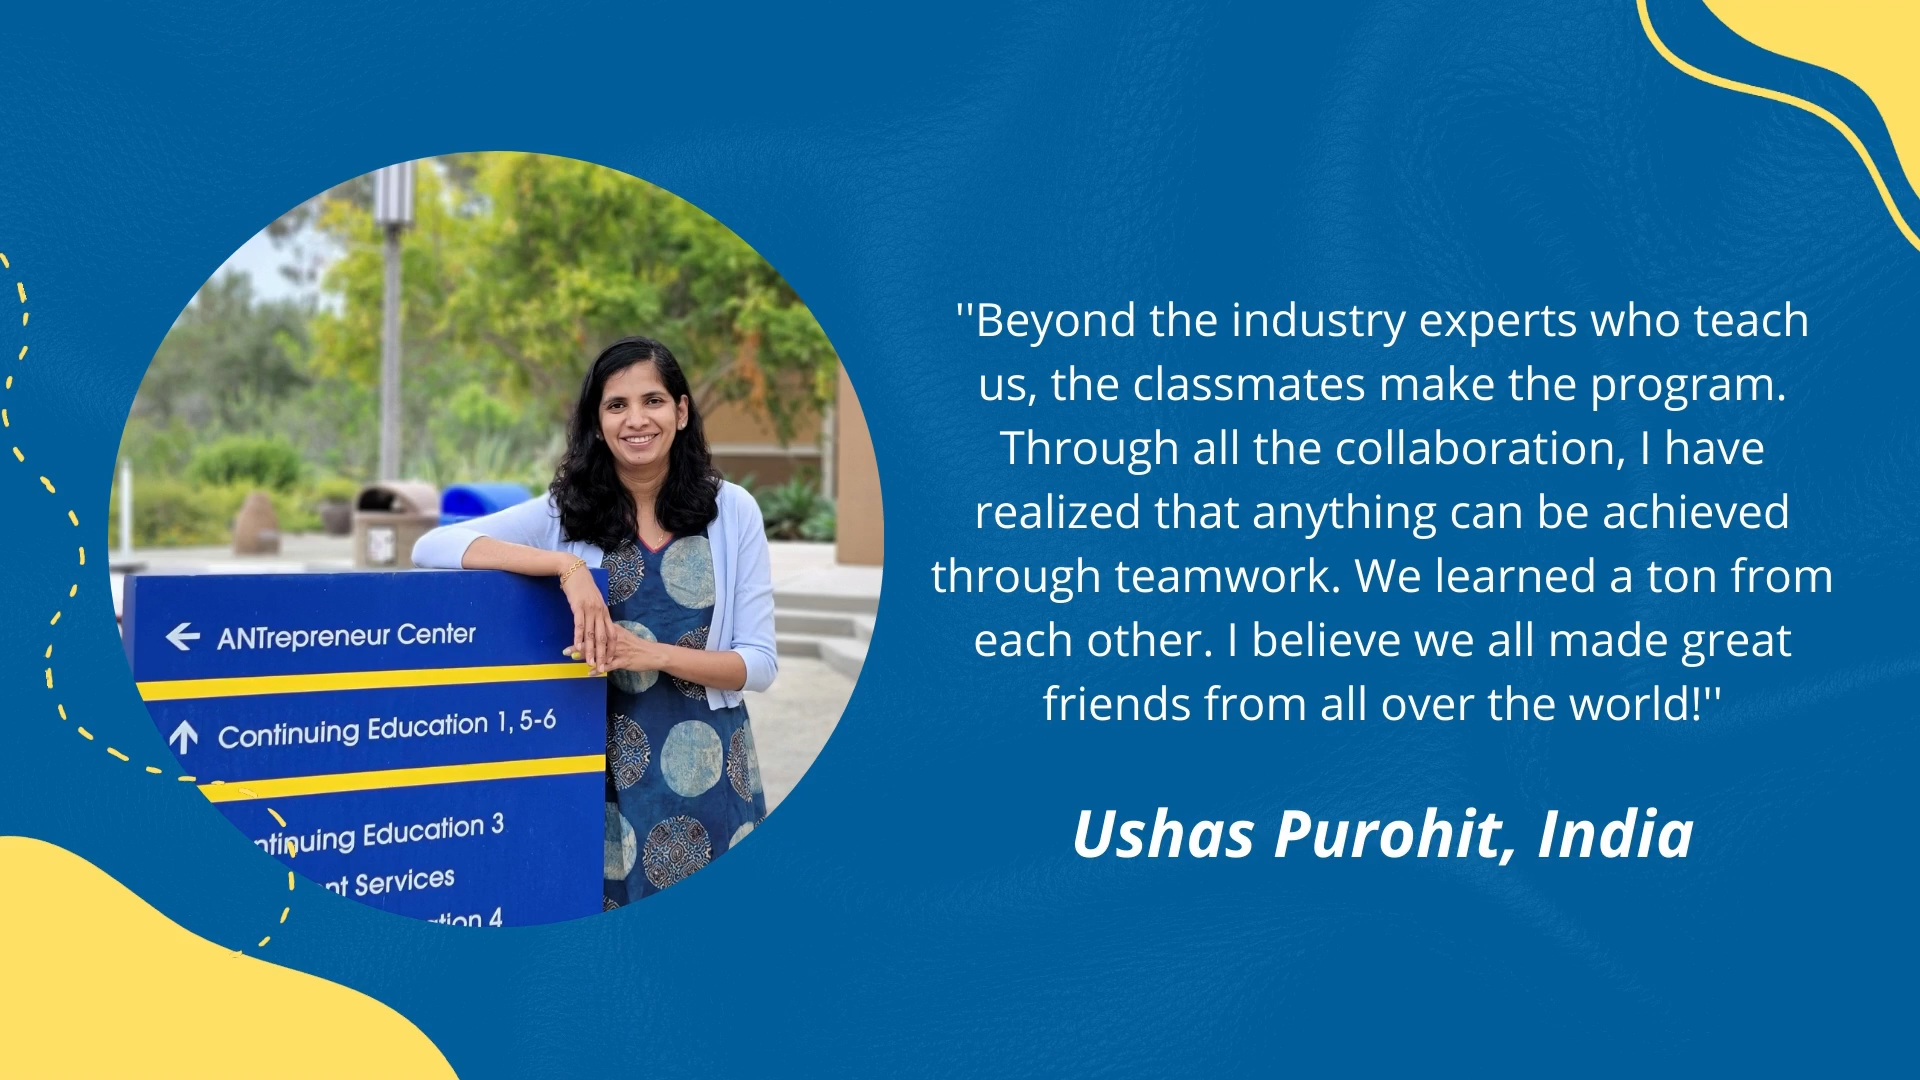 ''Beyond the industry experts who teach
us, the classmates make the program.
Through all the collaboration, I have
realized that anything can be achieved
through teamwork. We learned a ton from
each other. I believe we all made great
friends from all over the world!''
Ushas Purohit, India
ANTrepreneur Center
Continuing Education 1, 5-6
Education 3
Services
4